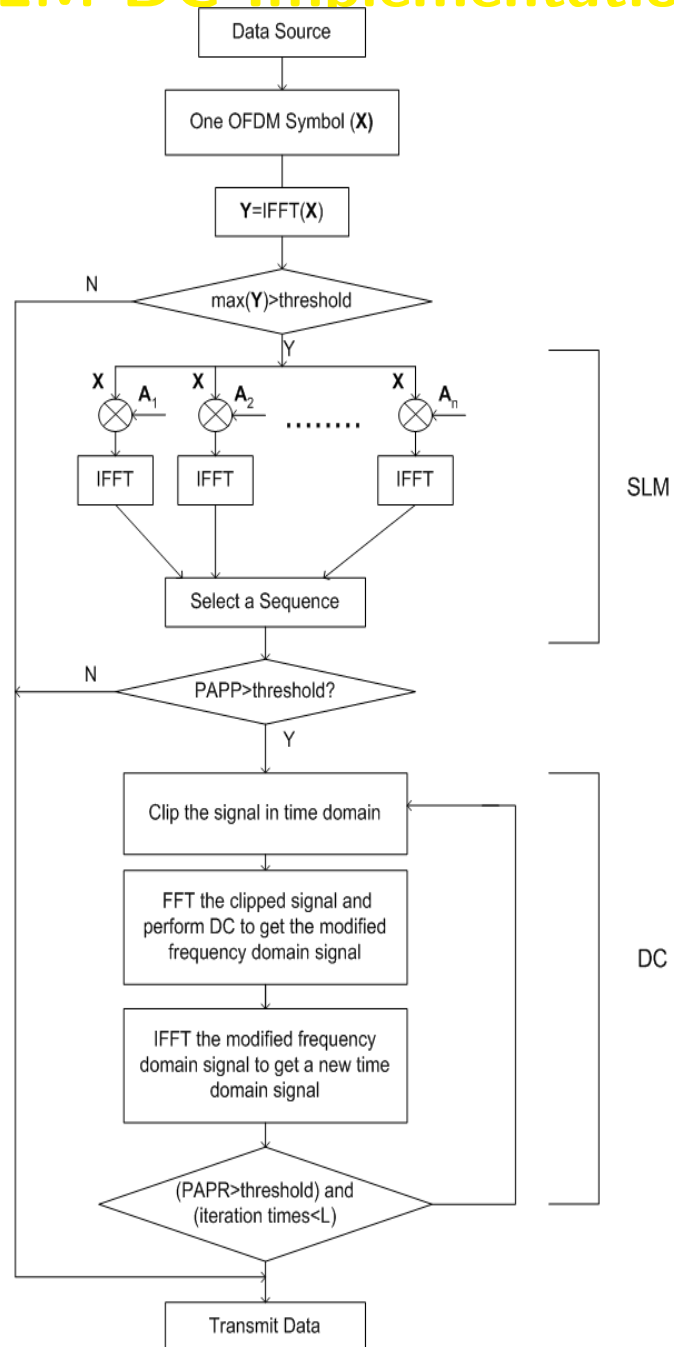 DC Implementatio
Data Source
One OFDM Symbol (X)
Y=IFFT(X)
N
max(Y)>threshold
Y
X A1 X A2 ........ X An
IFFT IFFT IFFT
SLM
Select a Sequence
N
PAPP>threshold?
Y
Clip the signal in time domain
FFT the clipped signal and
perform DC to get the modified
frequency domain signal
DC
IFFT the modified frequency
domain signal to get a new time
domain signal
(PAPR>threshold) and
(iteration times<L)
Transmit Data